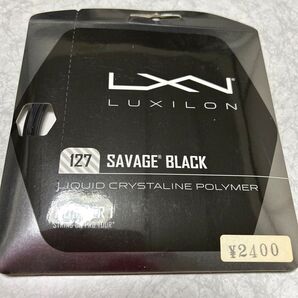 LXN
LUXILON
127 SAVAGE® BLACK
LIQUID CRYSTALINE POLYMER
¥2400